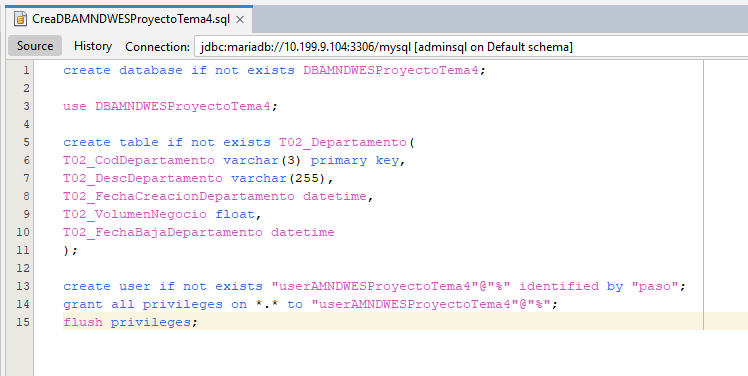 CreaDBAMNDWESProyectoTema4.sql ×
Source History Connection: jdbc:mariadb://10.199.9.104:3306/mysql [adminsql on Default schema]
1 create database if not exists DBAMNDWESProyectoTema4;
2
3 use DBAMNDWESProyectoTema4;
4
5 create table if not exists T02_Departamento(
6 T02_CodDepartamento varchar(3) primary key,
7 T02_DescDepartamento varchar(255),
8 T02_FechaCreacionDepartamento datetime,
9 T02_VolumenNegocio float,
10 T02_FechaBajaDepartamento datetime
11 );
12
13 create user if not exists "userAMNDWESProyectoTema4"@"%" identified by "paso";
14 grant all privileges on *.* to "userAMNDWESProyectoTema4"@"%";
15 flush privileges;